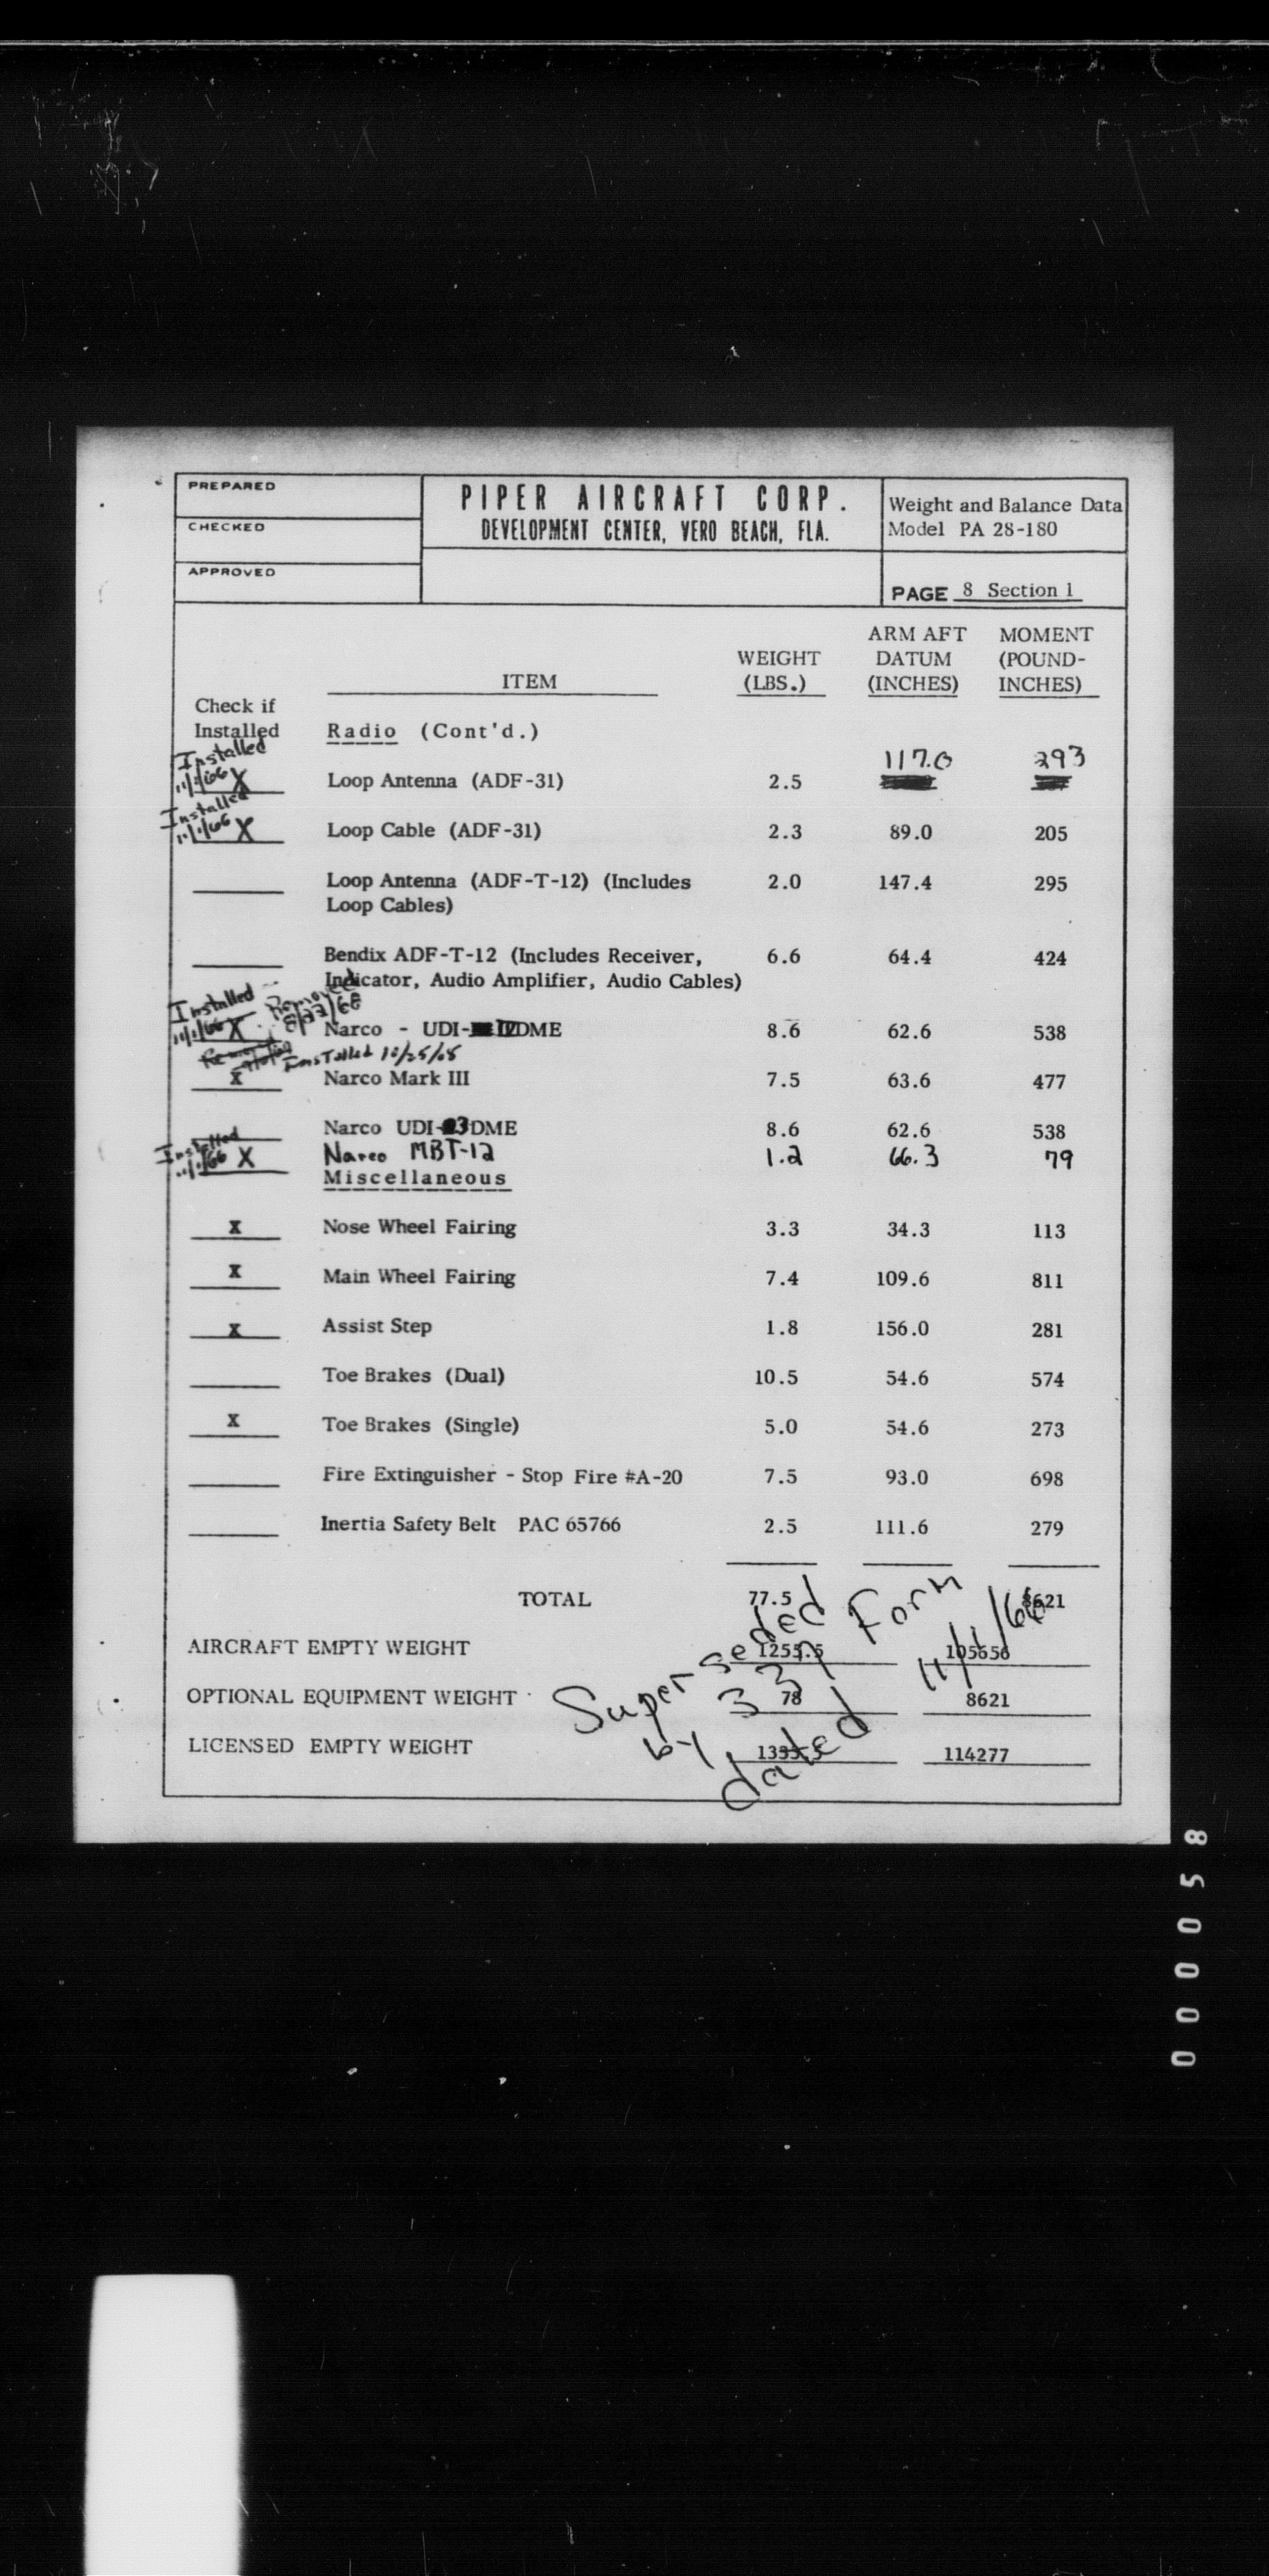 PREPARED
CHECKED
APPROVED
PIPER AIRCRAFT CORP.
DEVELOPMENT CENTER, VERO BEACH, FLA.
Weight and Balance Data
Model PA 28-180
PAGE 8 Section 1
ITEM
WEIGHT (LBS.)
ARM AFT DATUM (INCHES)
MOMENT (POUND-INCHES)
Check if
Installed
Radio (Cont'd.)
Installed 11/1/66 X Loop Antenna (ADF-31) 2.5 117.0 293
Installed 11/1/66 X Loop Cable (ADF-31) 2.3 89.0 205
Loop Antenna (ADF-T-12) (Includes 2.0 147.4 295
Loop Cables)
Bendix ADF-T-12 (Includes Receiver, 6.6 64.4 424
Indicator, Audio Amplifier, Audio Cables)
Installed 11/1/66 X Removed 8/22/68
Narco - UDI- DME 8.6 62.6 538
Installed
X Narco Mark III 7.5 63.6 477
Narco UDI-3 DME 8.6 62.6 538
Installed 11/1/66 X Narco MBT-12 1.2 66.3 79
Miscellaneous
X Nose Wheel Fairing 3.3 34.3 113
X Main Wheel Fairing 7.4 109.6 811
X Assist Step 1.8 156.0 281
Toe Brakes (Dual) 10.5 54.6 574
X Toe Brakes (Single) 5.0 54.6 273
Fire Extinguisher - Stop Fire #A-20 7.5 93.0 698
Inertia Safety Belt PAC 65766 2.5 111.6 279
TOTAL 77.5 8621
AIRCRAFT EMPTY WEIGHT 1255.5 105656
OPTIONAL EQUIPMENT WEIGHT 78 8621
LICENSED EMPTY WEIGHT 114277
Superseded
by 337 Form
dated 11/1/66
000058